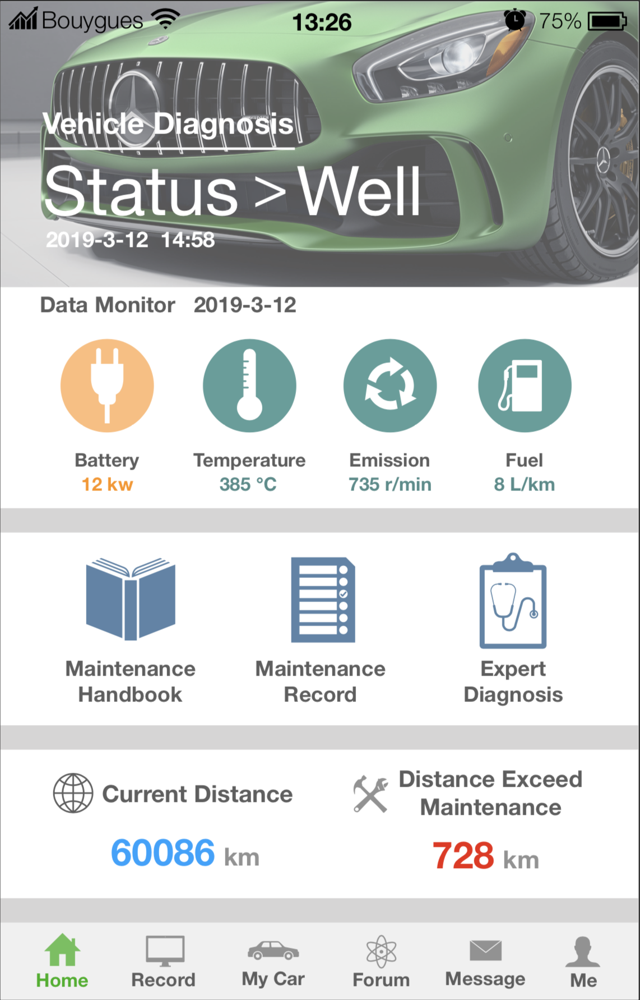 Bouygues 13:26 75%
Vehicle Diagnosis
Status > Well
2019-3-12 14:58
Data Monitor 2019-3-12
Battery Temperature Emission Fuel
12 kw 385 °C 735 r/min 8 L/km
Maintenance Handbook
Maintenance Record
Expert Diagnosis
Current Distance
60086 km
Distance Exceed
Maintenance
728 km
Home Record My Car Forum Message Me